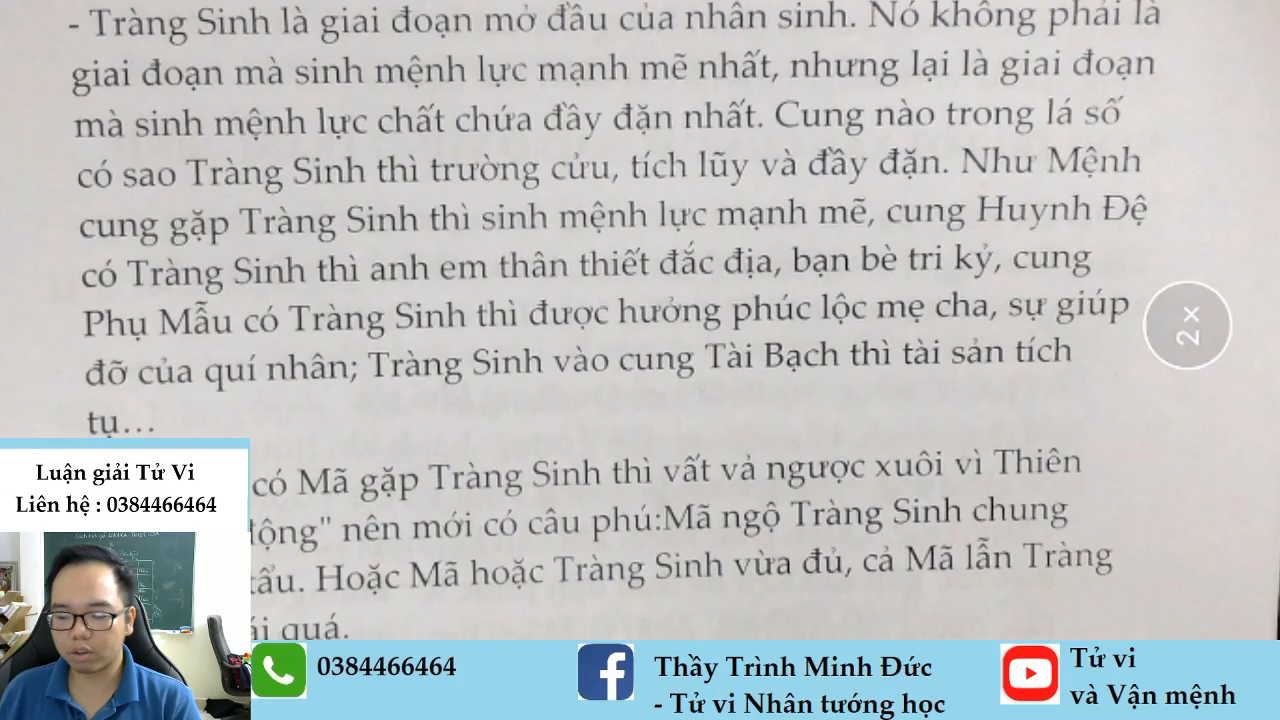 - Tràng Sinh là giai đoạn mở đầu của nhân sinh. Nó không phải là
giai đoạn mà sinh mệnh lực mạnh mẽ nhất, nhưng lại là giai đoạn
mà sinh mệnh lực chất chứa đầy đặn nhất. Cung nào trong lá số
có sao Tràng Sinh thì trường cửu, tích lũy và đầy đặn. Như Mệnh
cung gặp Tràng Sinh thì sinh mệnh lực mạnh mẽ, cung Huynh Đệ
có Tràng Sinh thì anh em thân thiết đắc địa, bạn bè tri kỷ, cung
Phụ Mẫu có Tràng Sinh thì được hưởng phúc lộc mẹ cha, sự giúp
đỡ của quí nhân; Tràng Sinh vào cung Tài Bạch thì tài sản tích
tụ...
có Mã gặp Tràng Sinh thì vất vả ngược xuôi vì Thiên
động" nên mới có câu phú:Mã ngộ Tràng Sinh chung
Hoặc Mã hoặc Tràng Sinh vừa đủ, cả Mã lẫn Tràng
quá.
2×
Luận giải Tử Vi
Liên hệ : 0384466464
0384466464
Thầy Trình Minh Đức
- Tử vi Nhân tướng học
Tử vi
và Vận mệnh